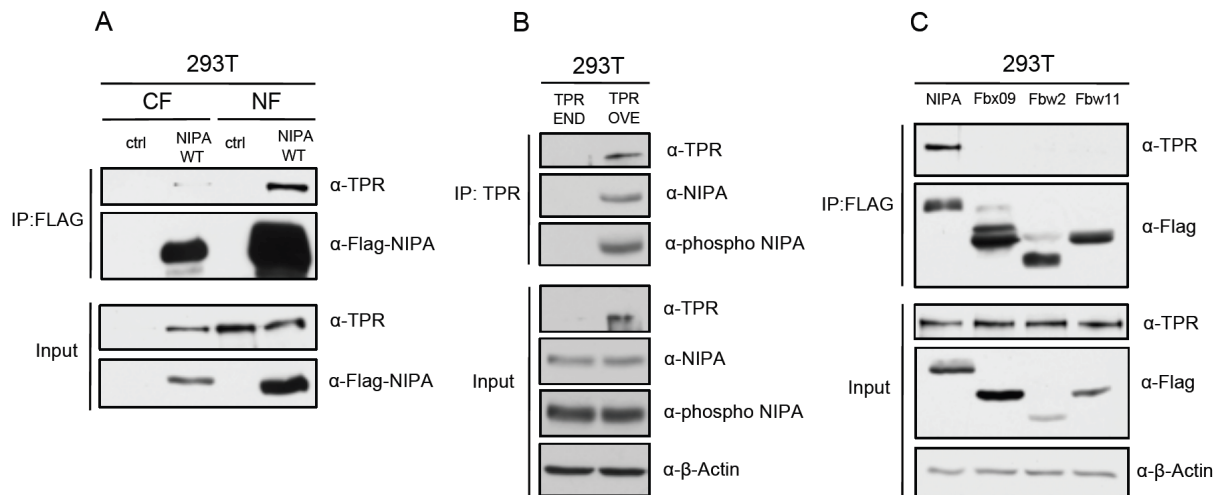 A
293T
CF NF
ctrl NIPA WT ctrl NIPA WT
IP:FLAG
α-TPR
α-Flag-NIPA
Input
α-TPR
α-Flag-NIPA
B
293T
TPR END TPR OVE
IP: TPR
α-TPR
α-NIPA
α-phospho NIPA
Input
α-TPR
α-NIPA
α-phospho NIPA
α-β-Actin
C
293T
NIPA Fbx09 Fbw2 Fbw11
IP:FLAG
α-TPR
α-Flag
Input
α-TPR
α-Flag
α-β-Actin